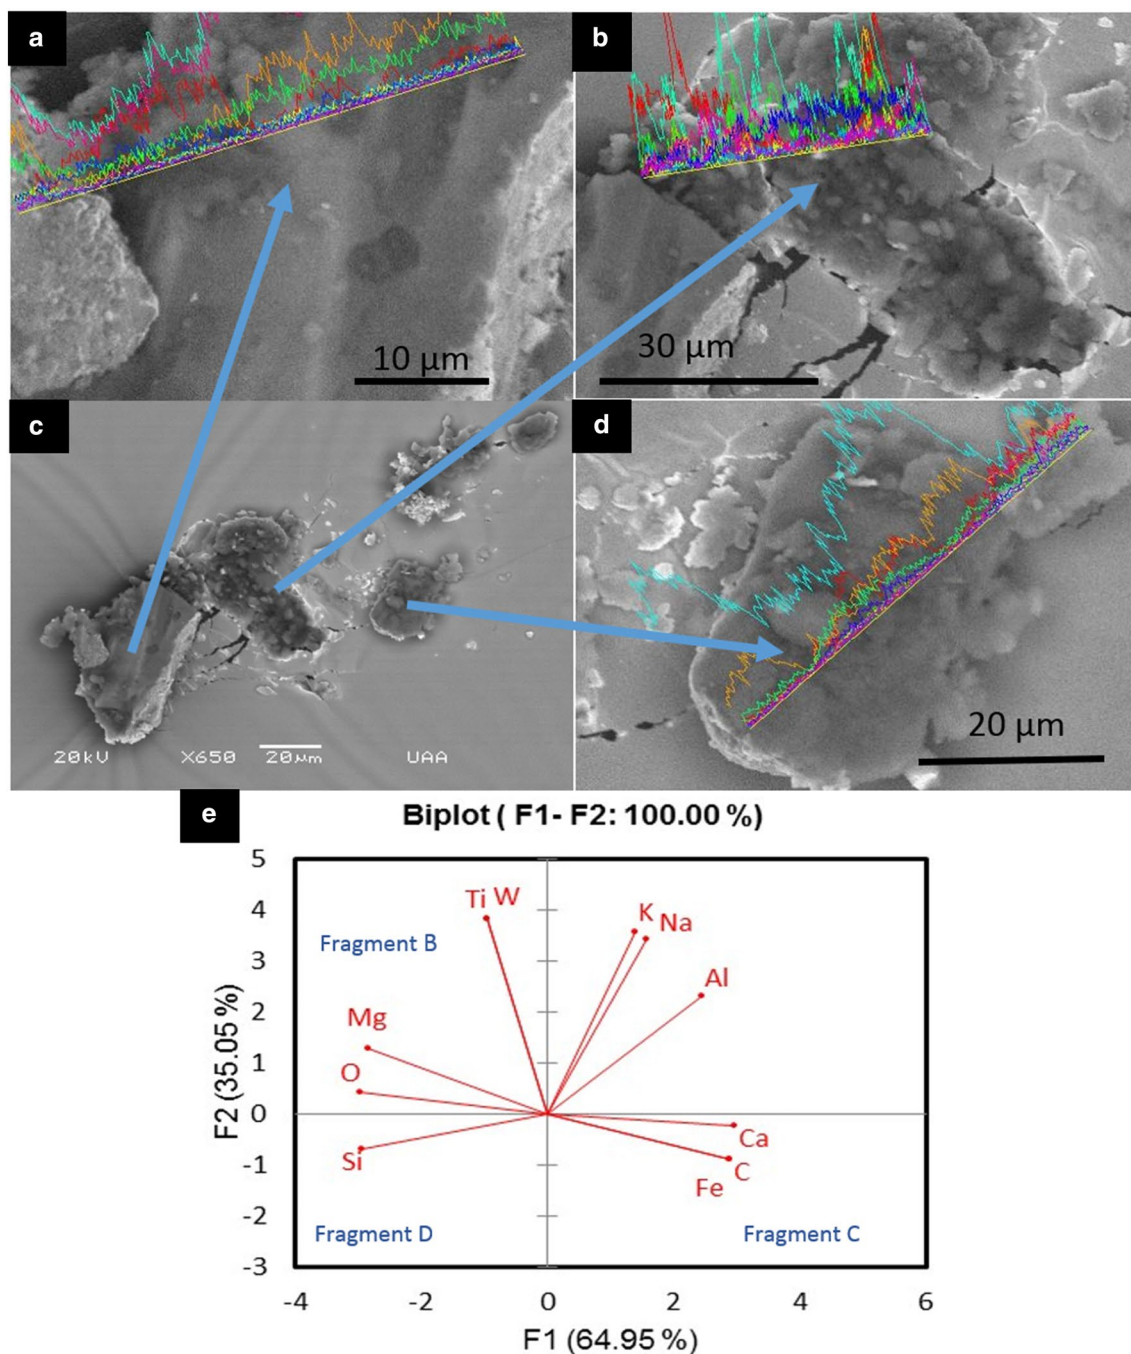 a
b
10 µm
30 µm
c
d
20kV X650 20µm UAA
20 µm
e
Biplot ( F1- F2: 100.00 %)
5
4
3
2
1
0
-1
-2
-3
F2 (35.05 %)
Ti W
K
Na
Fragment B
Al
Mg
O
Si
Ca
C
Fe
Fragment D
Fragment C
-4 -2 0 2 4 6
F1 (64.95 %)